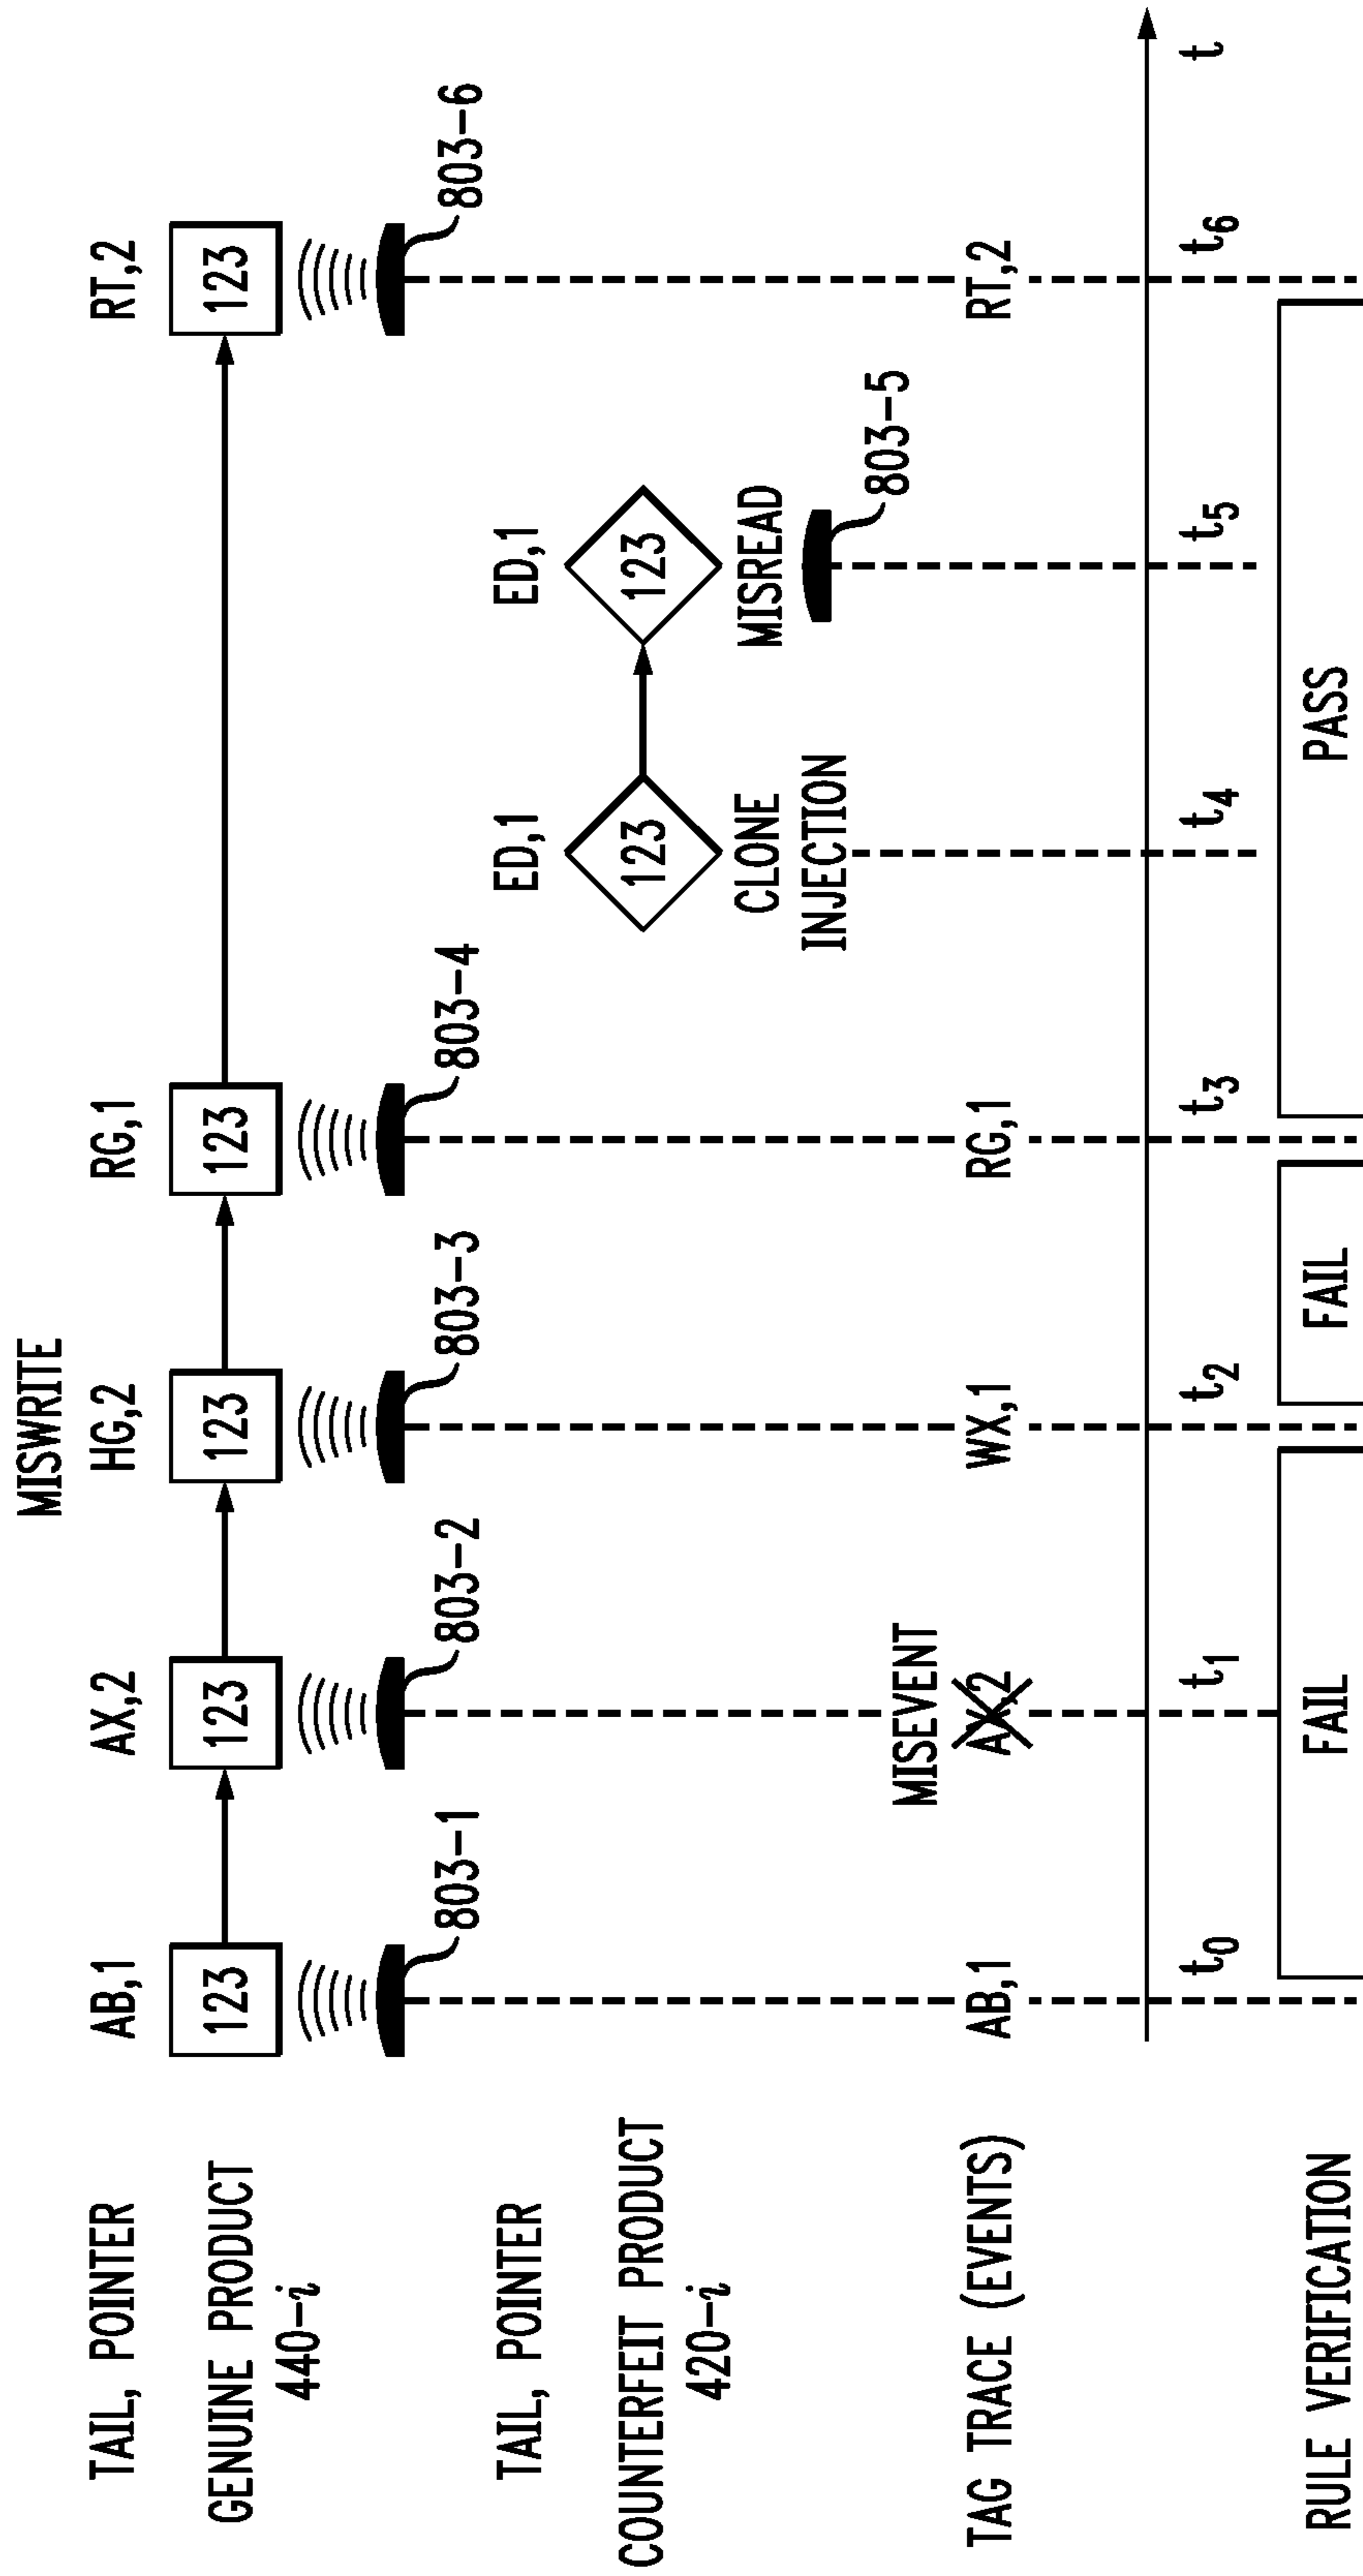 MISWRITE
TAIL, POINTER AB,1 AX,2 HG,2 RG,1 RT,2
GENUINE PRODUCT 123 123 123 123 123
440-i
803-1 803-2 803-3 803-4 803-6
TAIL, POINTER ED,1 ED,1
COUNTERFEIT PRODUCT 123 123
420-i
CLONE MISREAD
INJECTION
803-5
MISEVENT
TAG TRACE (EVENTS) AB,1 AX,2 WX,1 RG,1 RT,2
t0 t1 t2 t3 t4 t5 t6 t
RULE VERIFICATION FAIL FAIL PASS